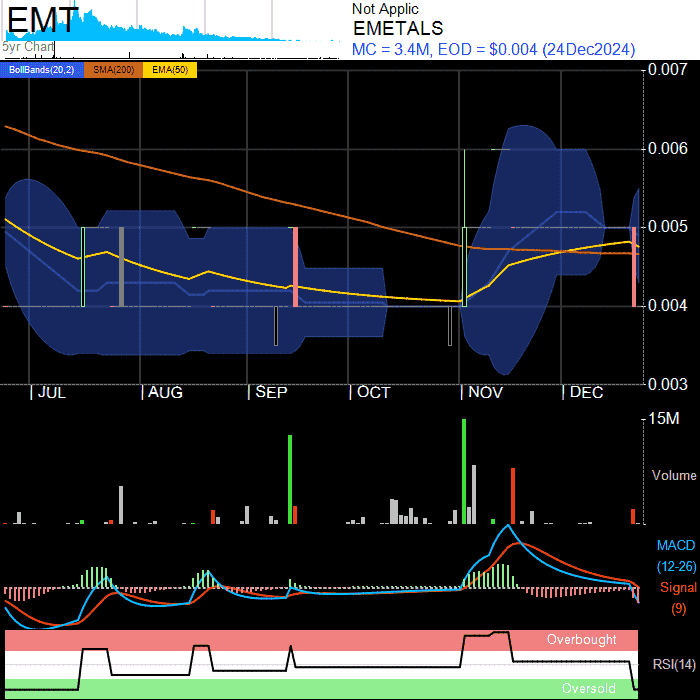 EMT
5yr Chart
Not Applic
EMETALS
MC = 3.4M, EOD = $0.004 (24Dec2024)
BollBands(20,2) SMA(200) EMA(50)
0.007
0.006
0.005
0.004
0.003
JUL AUG SEP OCT NOV DEC
15M
Volume
MACD
(12-26)
Signal
(9)
Overbought
RSI(14)
Oversold